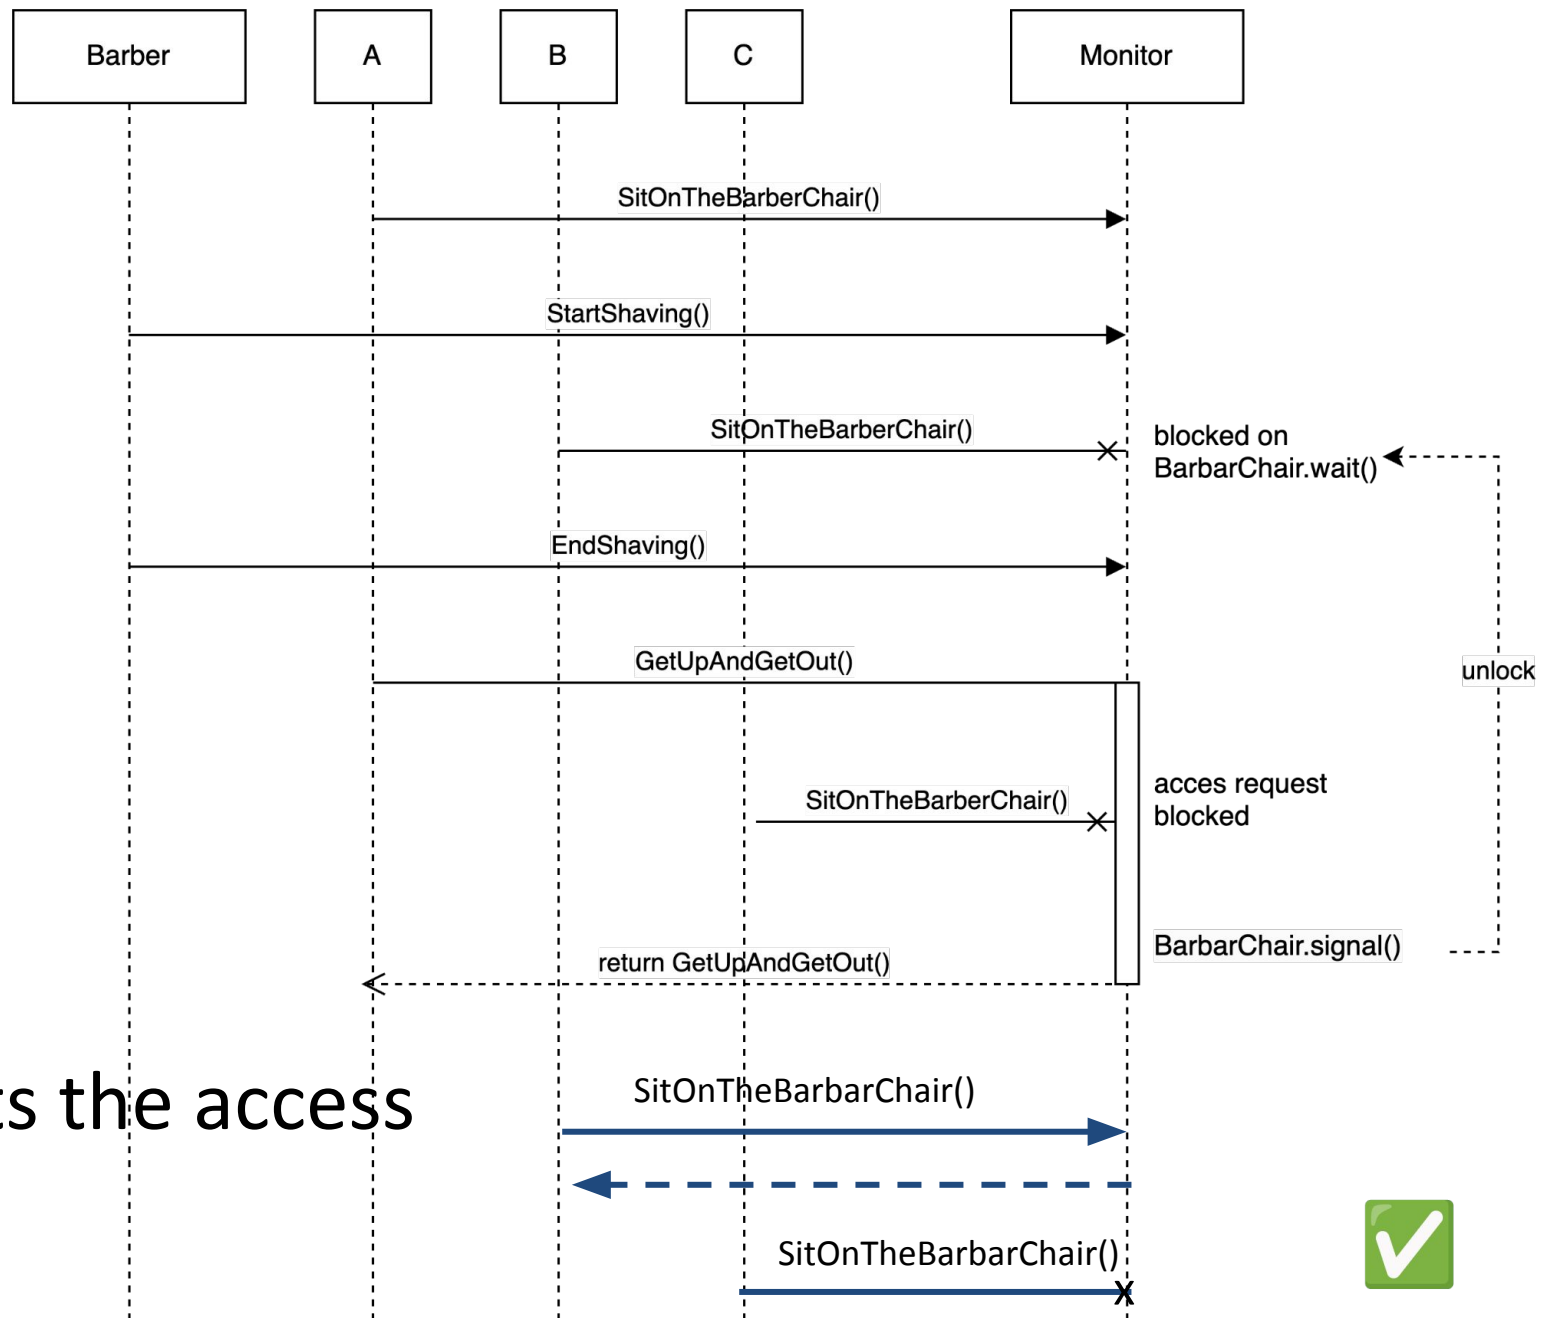 Barber
A
B
C
Monitor
SitOnTheBarberChair()
StartShaving()
SitOnTheBarberChair()
blocked on
BarbarChair.wait()
EndShaving()
GetUpAndGetOut()
unlock
SitOnTheBarberChair()
acces request
blocked
BarbarChair.signal()
return GetUpAndGetOut()
ts the access
SitOnTheBarbarChair()
SitOnTheBarbarChair()
x